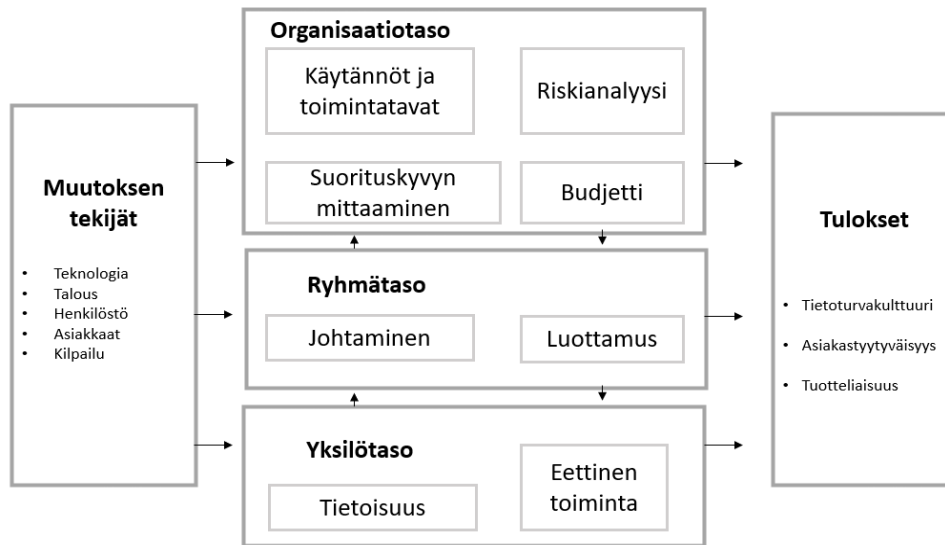 Muutoksen
tekijät
• Teknologia
• Talous
• Henkilöstö
• Asiakkaat
• Kilpailu
Organisaatiotaso
Käytännöt ja
toimintatavat
Riskianalyysi
Suorituskyvyn
mittaaminen
Budjetti
Ryhmätaso
Johtaminen
Luottamus
Yksilötaso
Tietoisuus
Eettinen
toiminta
Tulokset
• Tietoturvakulttuuri
• Asiakastyytyväisyys
• Tuotteliaisuus